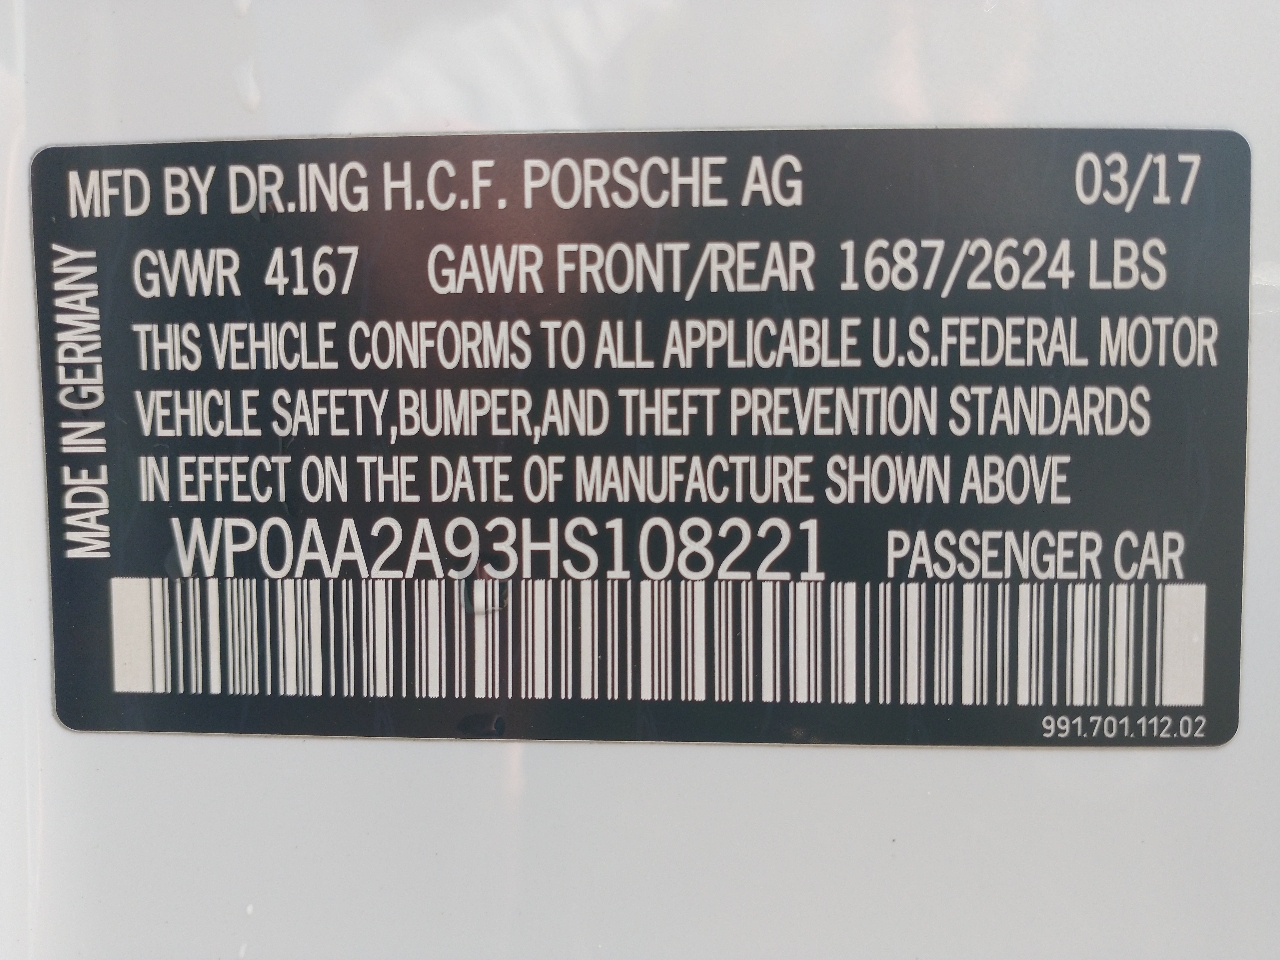 MFD BY DR.ING H.C.F. PORSCHE AG 03/17
GVWR 4167 GAWR FRONT/REAR 1687/2624 LBS
THIS VEHICLE CONFORMS TO ALL APPLICABLE U.S.FEDERAL MOTOR
VEHICLE SAFETY,BUMPER,AND THEFT PREVENTION STANDARDS
IN EFFECT ON THE DATE OF MANUFACTURE SHOWN ABOVE
WP0AA2A93HS108221 PASSENGER CAR
991.701.112.02
MADE IN GERMANY